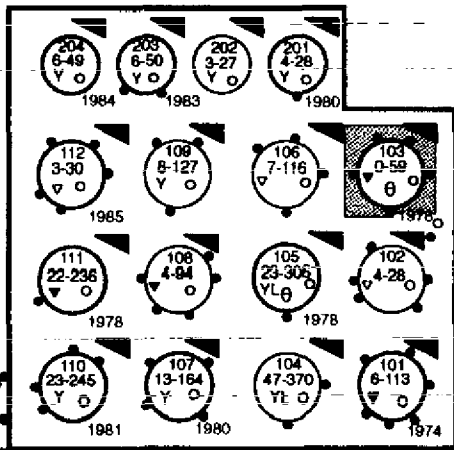 204 203 202 201
6-49 6-50 3-27 4-28
Y Y Y Y
1984 1983 1980
112 109 106 103
3-30 8-127 7-116 0-59
Y θ
1985 1978
111 108 105 102
22-236 4-94 23-306 4-28
YL θ
1978 1978
110 107 104 101
23-245 13-164 47-370 6-113
Y Y YL
1981 1980 1974